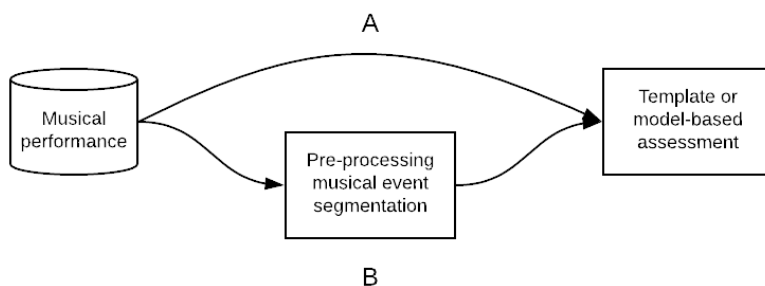 A
Musical
performance
Template or
model-based
assessment
Pre-processing
musical event
segmentation
B